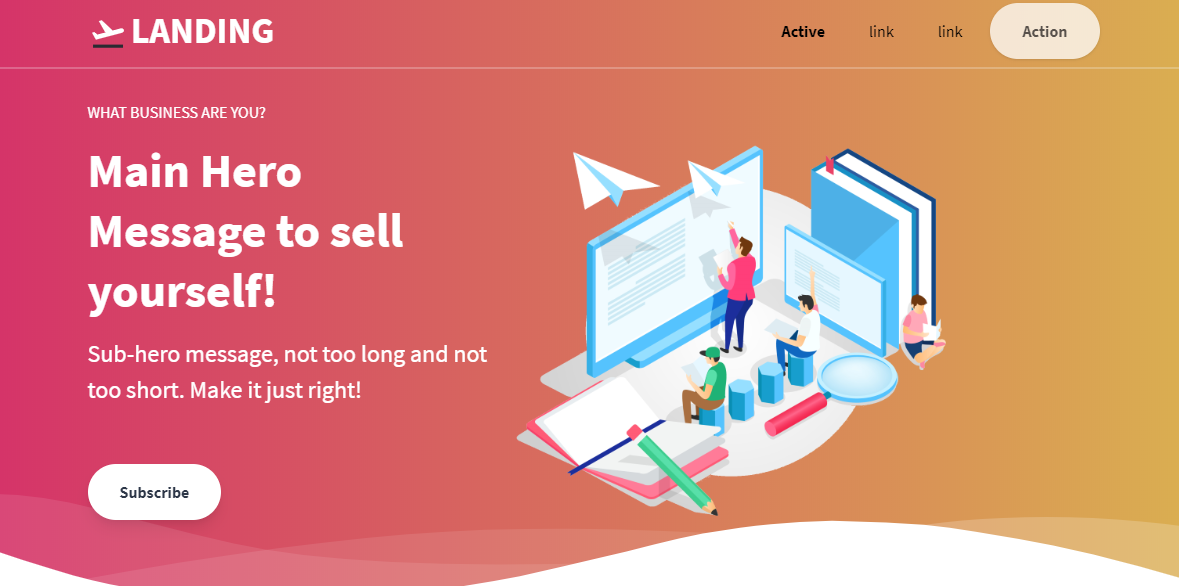 LANDING
Active
link
link
Action
WHAT BUSINESS ARE YOU?
Main Hero
Message to sell
yourself!
Sub-hero message, not too long and not
too short. Make it just right!
Subscribe